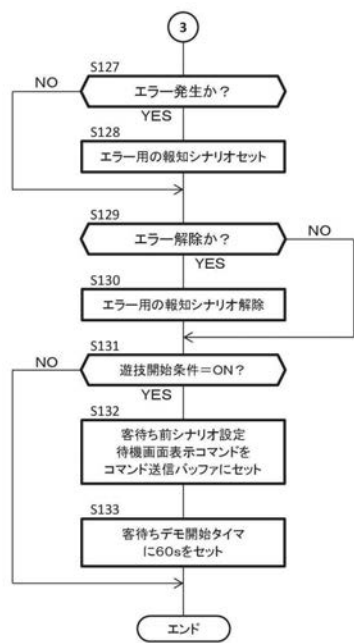 3
S127
NO
エラー発生か？
YES
S128
エラー用の報知シナリオセット
S129
エラー解除か？
NO
YES
S130
エラー用の報知シナリオ解除
S131
NO
遊技開始条件＝ON？
YES
S132
客待ち前シナリオ設定
待機画面表示コマンドを
コマンド送信バッファにセット
S133
客待ちデモ開始タイマ
に60sをセット
エンド